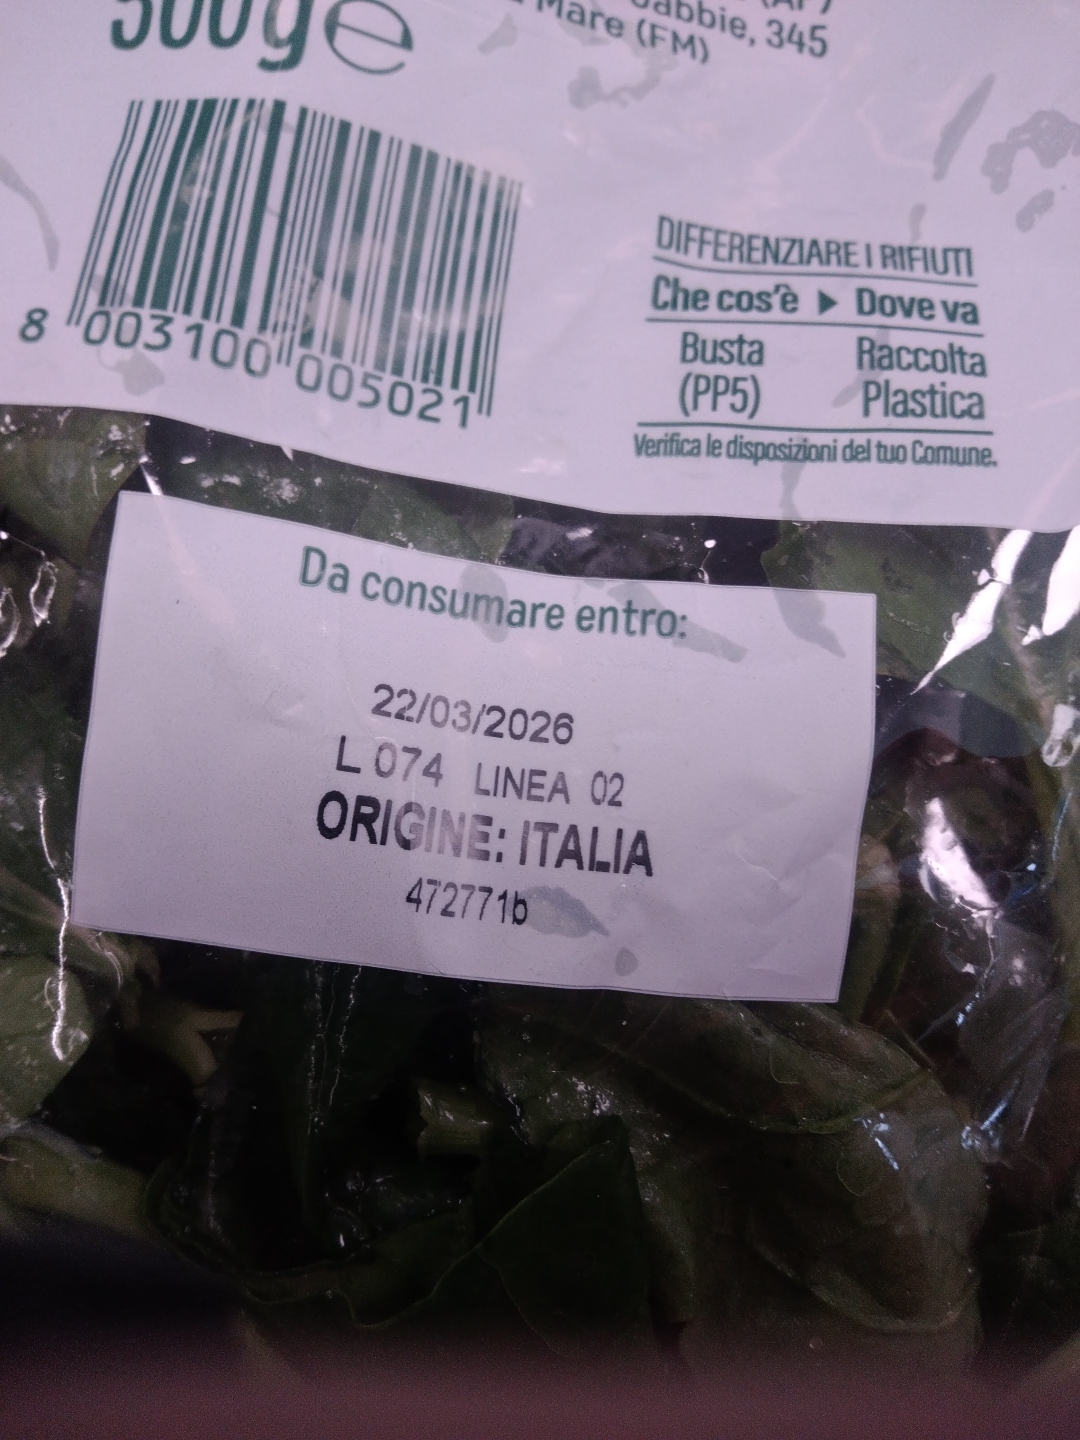 500g ℮
Mare (FM)
345
8 003100 005021
DIFFERENZIARE I RIFIUTI
Che cos'è ▶ Dove va
Busta Raccolta
(PP5) Plastica
Verifica le disposizioni del tuo Comune.
Da consumare entro:
22/03/2026
L 074 LINEA 02
ORIGINE: ITALIA
472771b